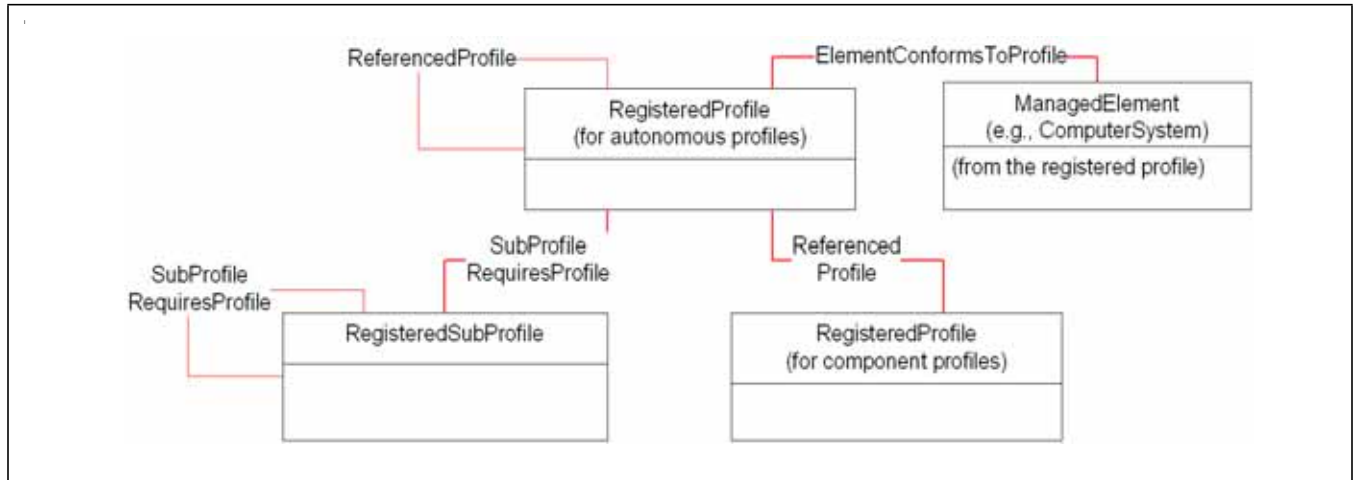 ReferencedProfile
ElementConformsToProfile
RegisteredProfile
(for autonomous profiles)
ManagedElement
(e.g., ComputerSystem)
(from the registered profile)
SubProfile
RequiresProfile
Referenced
Profile
SubProfile
RequiresProfile
RegisteredSubProfile
RegisteredProfile
(for component profiles)